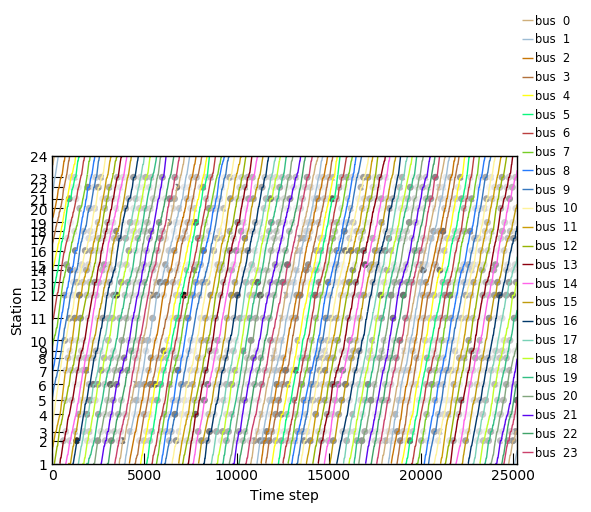 bus 0
bus 1
bus 2
bus 3
bus 4
bus 5
bus 6
bus 7
bus 8
bus 9
bus 10
bus 11
bus 12
bus 13
bus 14
bus 15
bus 16
bus 17
bus 18
bus 19
bus 20
bus 21
bus 22
bus 23
24
23
22
21
20
19
18
17
16
15
14
13
12
11
10
9
8
7
6
5
4
3
2
1
Station
0 5000 10000 15000 20000 25000
Time step